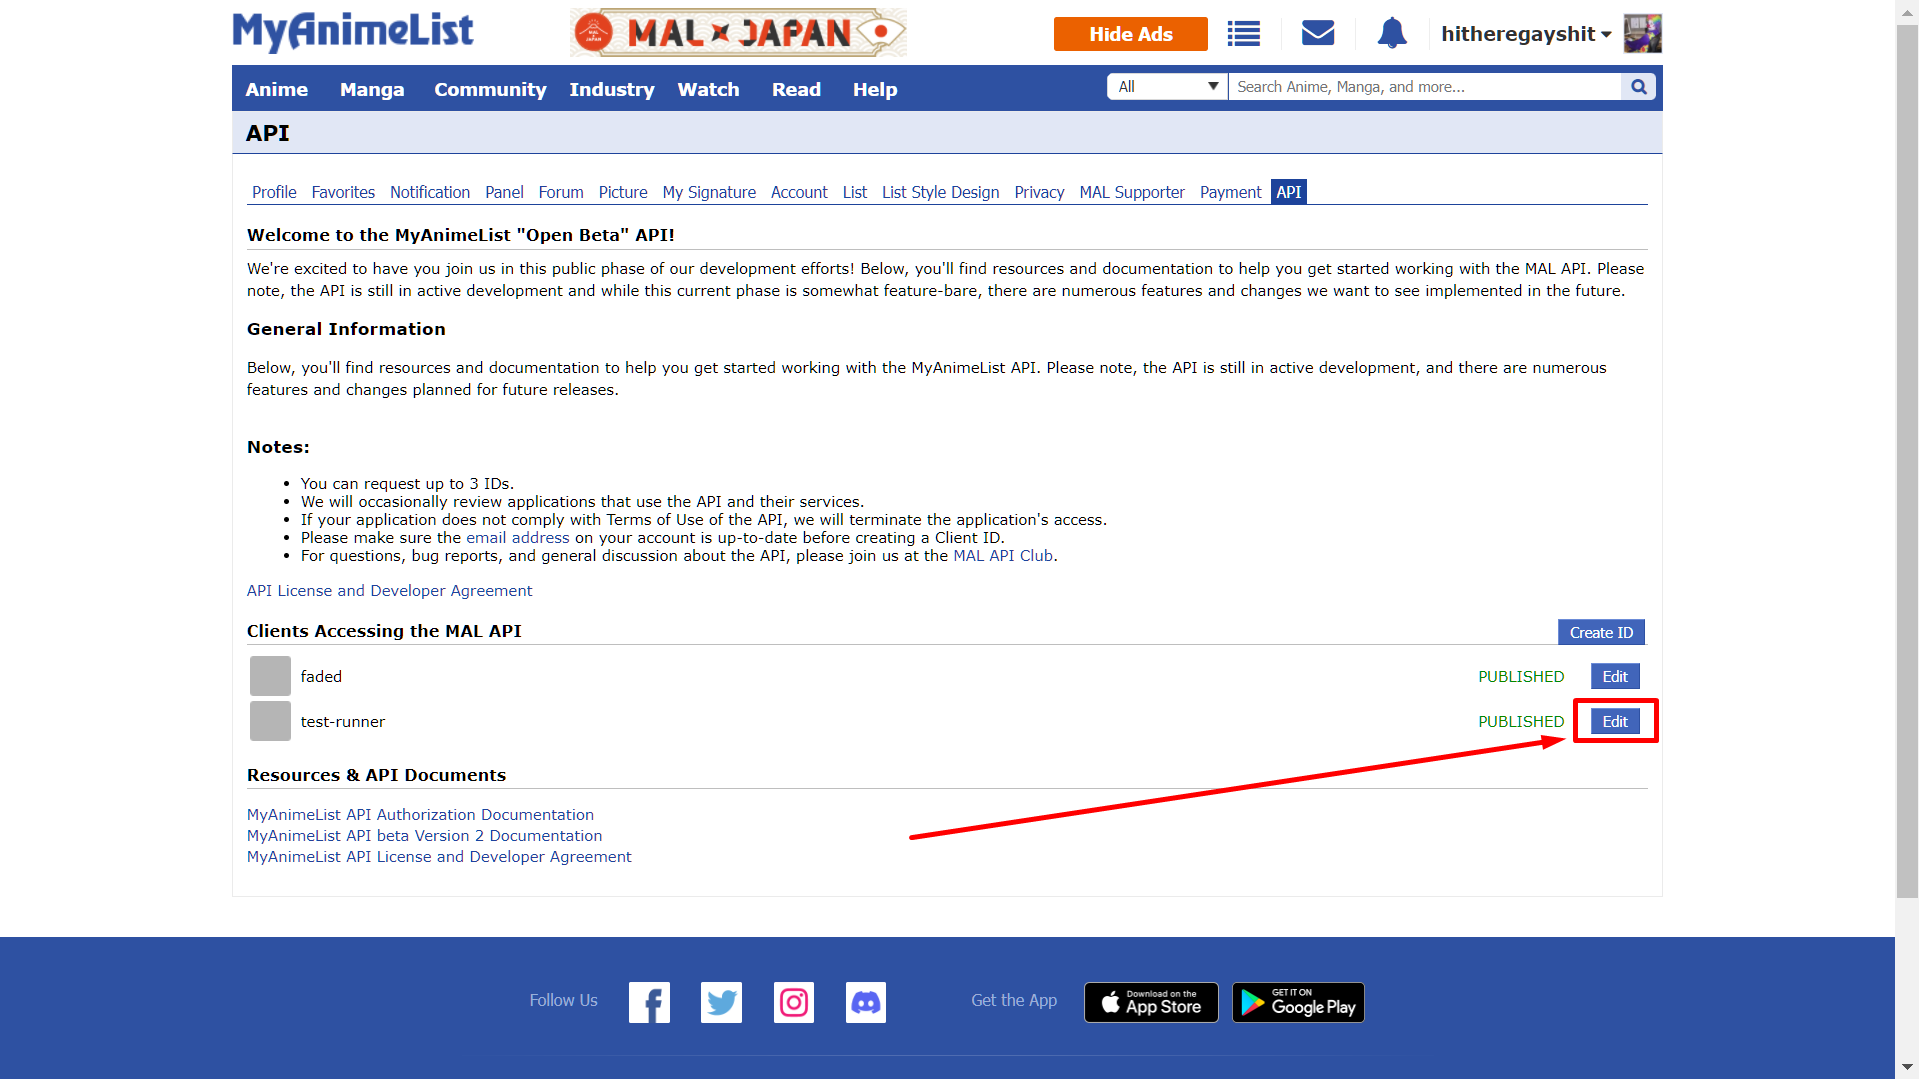 MyAnimeList
MAL x JAPAN
MAL x JAPAN
Hide Ads
hitheregayshit
Anime Manga Community Industry Watch Read Help
All
Search Anime, Manga, and more...
API
Profile Favorites Notification Panel Forum Picture My Signature Account List List Style Design Privacy MAL Supporter Payment API
Welcome to the MyAnimeList "Open Beta" API!
We're excited to have you join us in this public phase of our development efforts! Below, you'll find resources and documentation to help you get started working with the MAL API. Please
note, the API is still in active development and while this current phase is somewhat feature-bare, there are numerous features and changes we want to see implemented in the future.
General Information
Below, you'll find resources and documentation to help you get started working with the MyAnimeList API. Please note, the API is still in active development, and there are numerous
features and changes planned for future releases.
Notes:
• You can request up to 3 IDs.
• We will occasionally review applications that use the API and their services.
• If your application does not comply with Terms of Use of the API, we will terminate the application's access.
• Please make sure the email address on your account is up-to-date before creating a Client ID.
• For questions, bug reports, and general discussion about the API, please join us at the MAL API Club.
API License and Developer Agreement
Clients Accessing the MAL API
Create ID
faded PUBLISHED Edit
test-runner PUBLISHED Edit
Resources & API Documents
MyAnimeList API Authorization Documentation
MyAnimeList API beta Version 2 Documentation
MyAnimeList API License and Developer Agreement
Follow Us
Get the App
Download on the
App Store
GET IT ON
Google Play